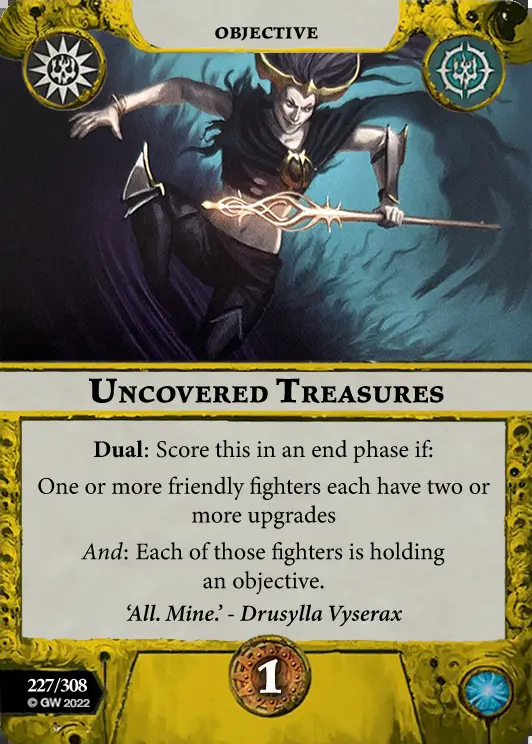 OBJECTIVE
UNCOVERED TREASURES
Dual: Score this in an end phase if:
One or more friendly fighters each have two or
more upgrades
And: Each of those fighters is holding
an objective.
‘All. Mine.’ - Drusylla Vyserax
227/308
© GW 2022
1